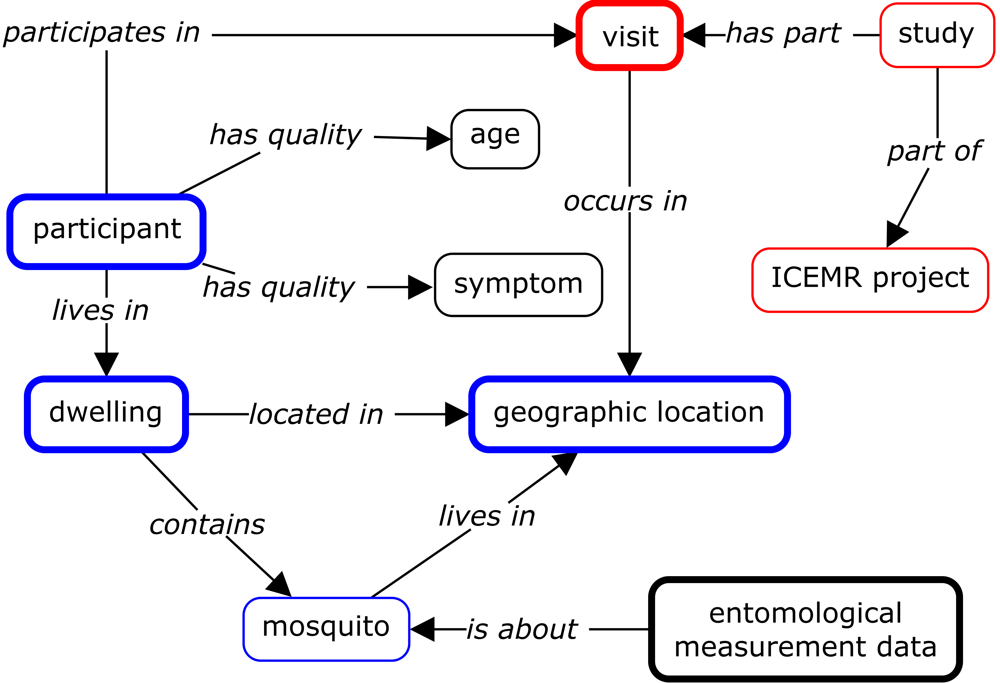 participates in
visit
has part
study
has quality
age
part of
occurs in
participant
ICEMR project
has quality
symptom
lives in
dwelling
located in
geographic location
contains
lives in
mosquito
is about
entomological
measurement data